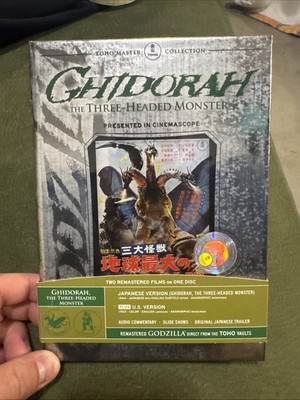 TOHO MASTER COLLECTION
GHIDORAH
THE THREE-HEADED MONSTER
PRESENTED IN CINEMASCOPE
三大怪獣
地球最大の
TWO REMASTERED FILMS ON ONE DISC
GHIDORAH,
THE THREE-HEADED
MONSTER
JAPANESE VERSION (GHIDORAH, THE THREE-HEADED MONSTER)
PLUS U.S. VERSION
AUDIO COMMENTARY • SLIDE SHOWS • ORIGINAL JAPANESE TRAILER
REMASTERED GODZILLA DIRECT FROM THE TOHO VAULTS